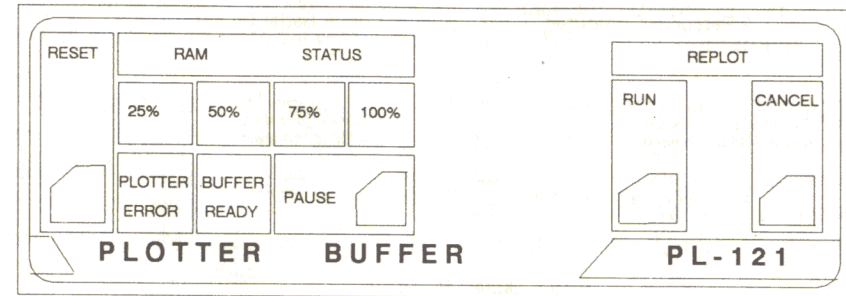 RESET
RAM STATUS
REPLOT
25% 50% 75% 100%
RUN
CANCEL
PLOTTER ERROR
BUFFER READY
PAUSE
PLOTTER BUFFER
PL-121